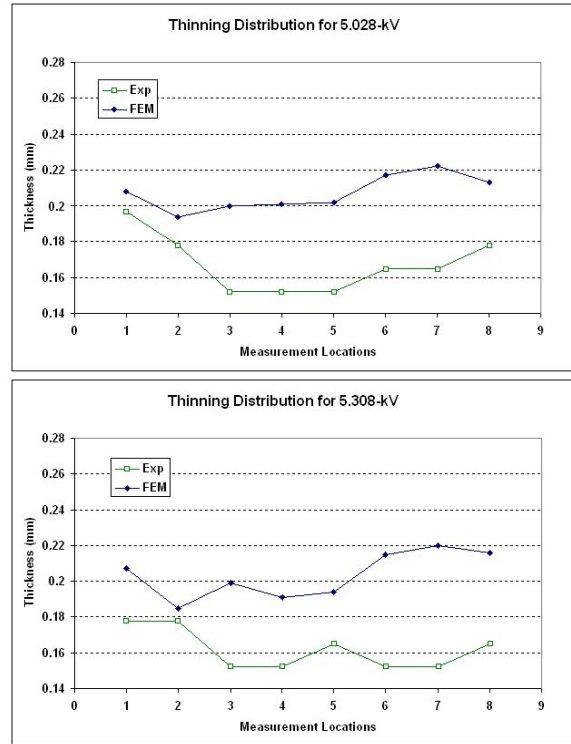 Thinning Distribution for 5.028-kV
0.28
0.26
0.24
0.22
0.2
0.18
0.16
0.14
Thickness (mm)
Exp
FEM
0 1 2 3 4 5 6 7 8 9
Measurement Locations
Thinning Distribution for 5.308-kV
0.28
0.26
0.24
0.22
0.2
0.18
0.16
0.14
Thickness (mm)
Exp
FEM
0 1 2 3 4 5 6 7 8 9
Measurement Locations